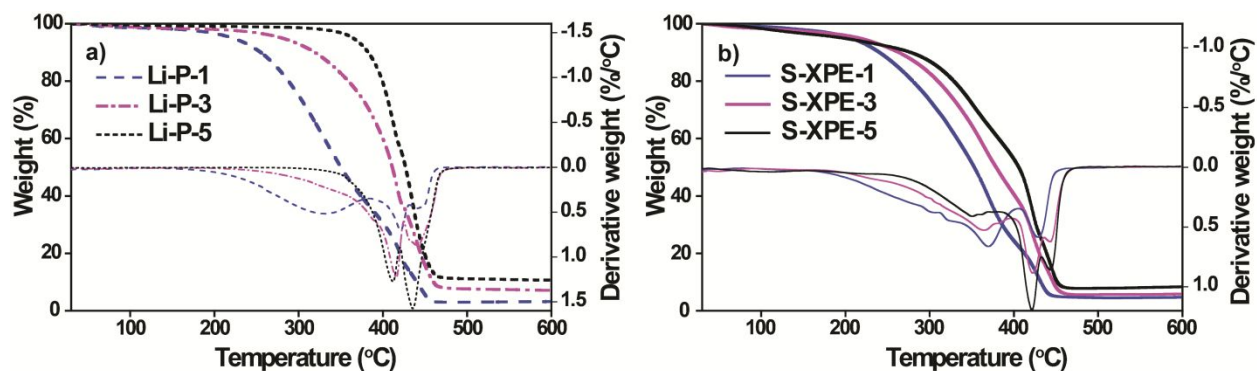 a)
Li-P-1
Li-P-3
Li-P-5
Weight (%)
100
80
60
40
20
0
-1.5
-1.0
-1.5
0.0
0.5
1.0
1.5
Derivative weight (%/°C)
100
200
300
400
500
600
Temperature (°C)
b)
S-XPE-1
S-XPE-3
S-XPE-5
Weight (%)
100
80
60
40
20
0
-1.0
-0.5
0.0
0.5
1.0
Derivative weight (%/°C)
100
200
300
400
500
600
Temperature (°C)